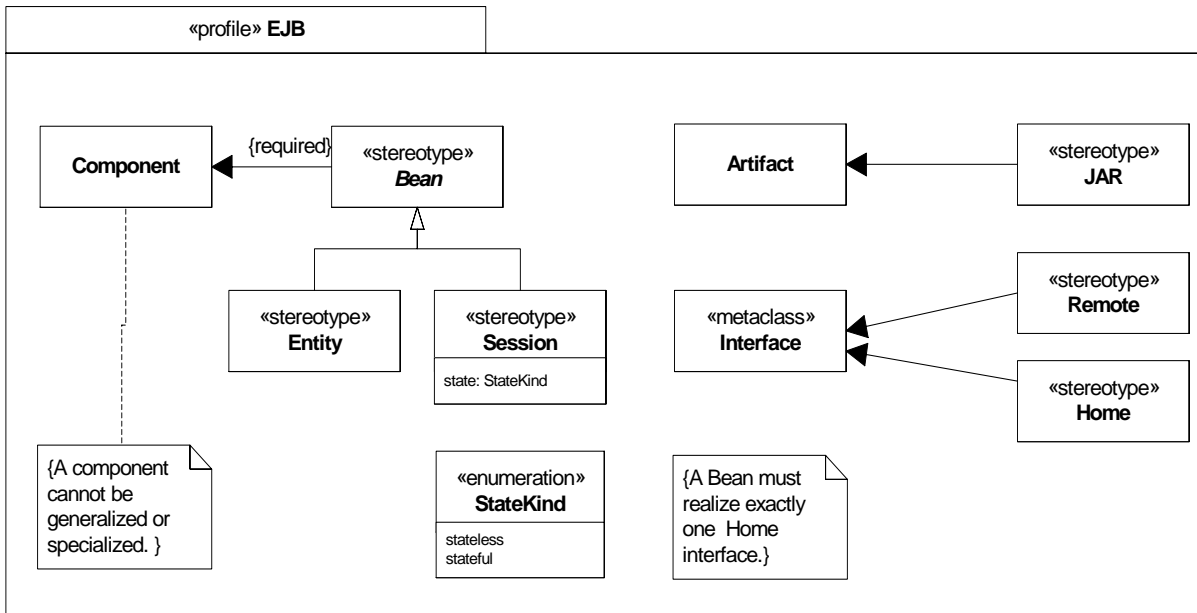 «profile» EJB
Component
{required}
«stereotype»
Bean
Artifact
«stereotype»
JAR
«stereotype»
Entity
«stereotype»
Session
state: StateKind
«metaclass»
Interface
«stereotype»
Remote
«stereotype»
Home
{A component
cannot be
generalized or
specialized. }
«enumeration»
StateKind
stateless
stateful
{A Bean must
realize exactly
one Home
interface.}